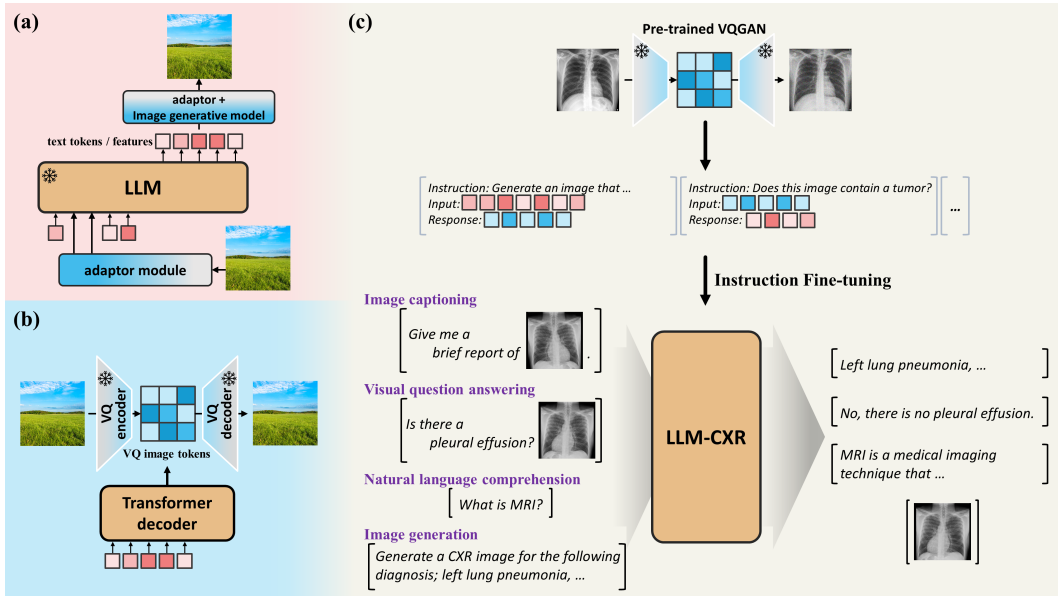 (a)
adaptor +
Image generative model
text tokens / features
LLM
adaptor module
(b)
VQ
encoder
VQ
decoder
VQ image tokens
Transformer
decoder
(c)
Pre-trained VQGAN
Instruction: Generate an image that ...
Input:
Response:
Instruction: Does this image contain a tumor?
Input:
Response:
...
Instruction Fine-tuning
Image captioning
Give me a
brief report of .
Visual question answering
Is there a
pleural effusion?
Natural language comprehension
What is MRI?
Image generation
Generate a CXR image for the following
diagnosis; left lung pneumonia, ...
LLM-CXR
Left lung pneumonia, ...
No, there is no pleural effusion.
MRI is a medical imaging
technique that ...